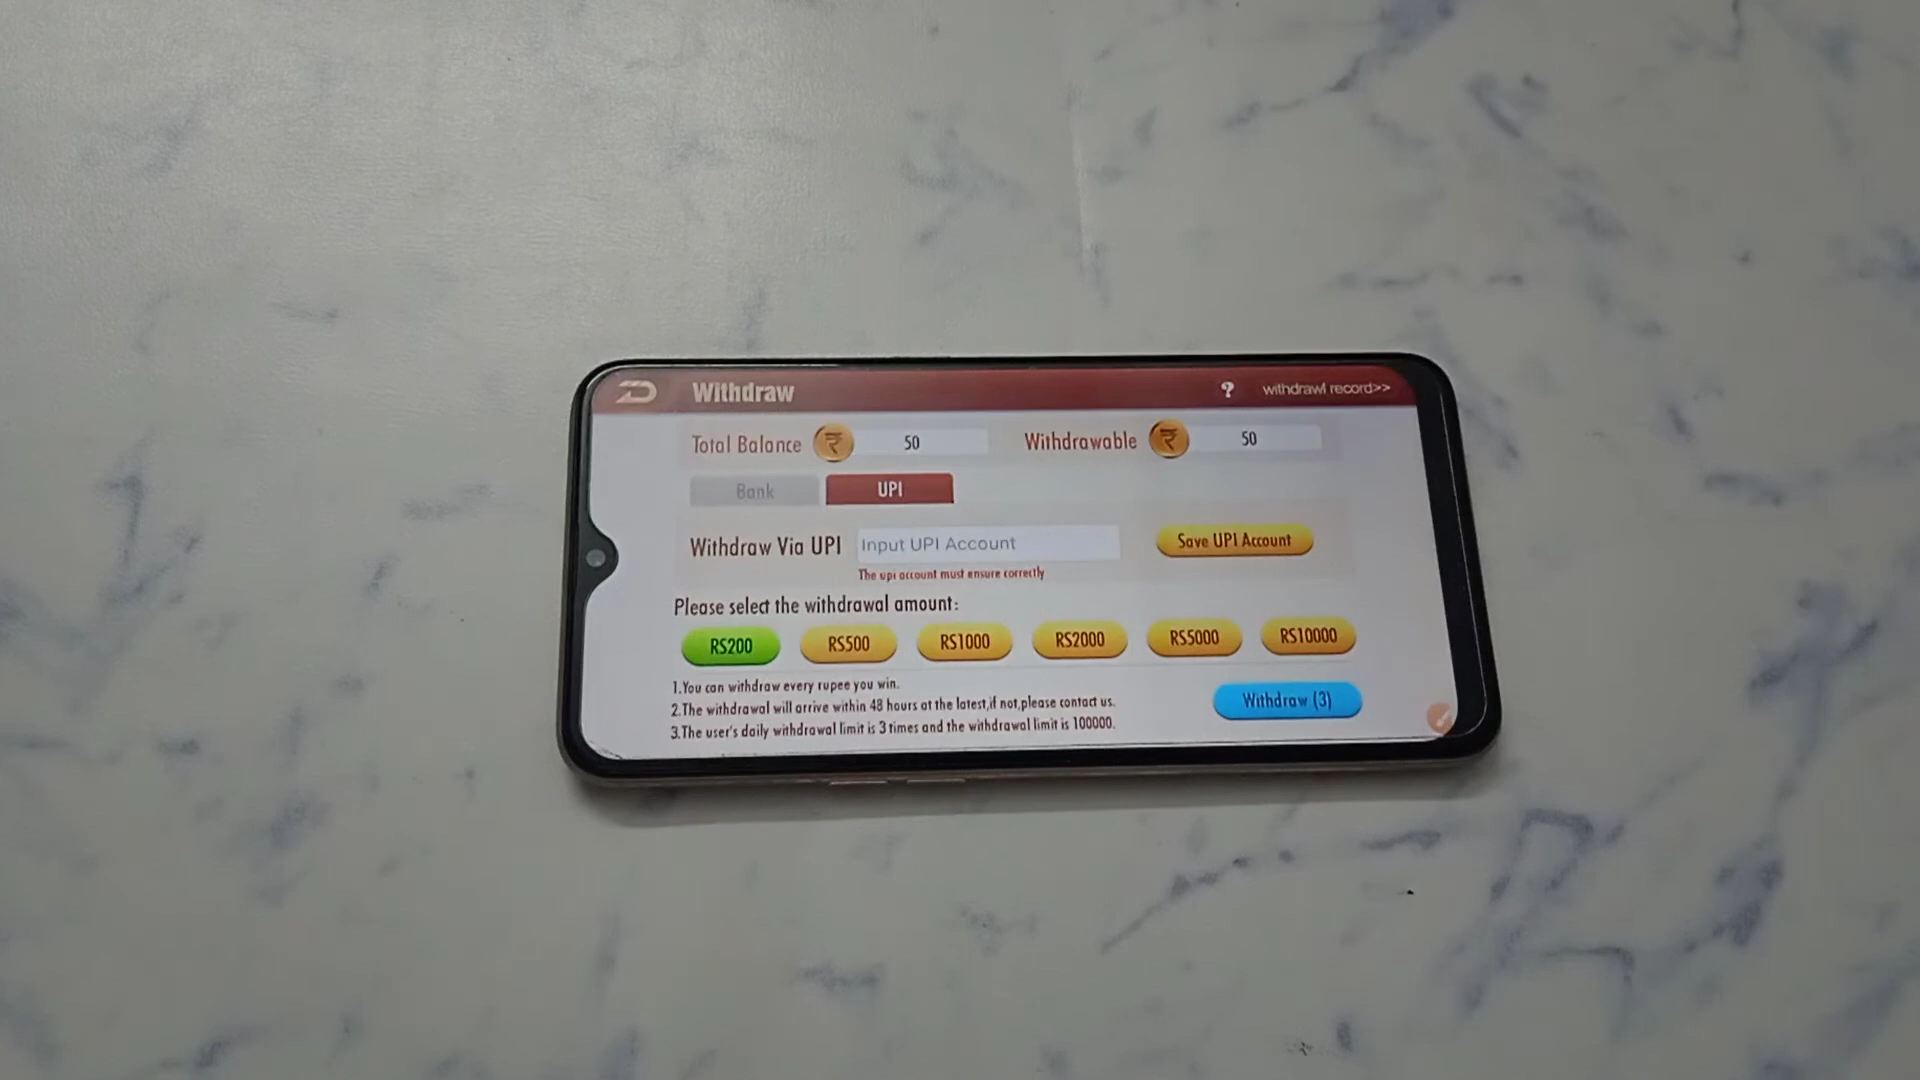 Withdraw ? withdrawl record>>
Total Balance ₹ 50 Withdrawable ₹ 50
Bank UPI
Withdraw Via UPI Input UPI Account Save UPI Account
The upi account must ensure correctly
Please select the withdrawal amount:
RS200 RS500 RS1000 RS2000 RS5000 RS10000
1.You can withdraw every rupee you win.
2.The withdrawal will arrive within 48 hours at the latest,if not,please contact us.
3.The user's daily withdrawal limit is 3 times and the withdrawal limit is 100000.
Withdraw (3)